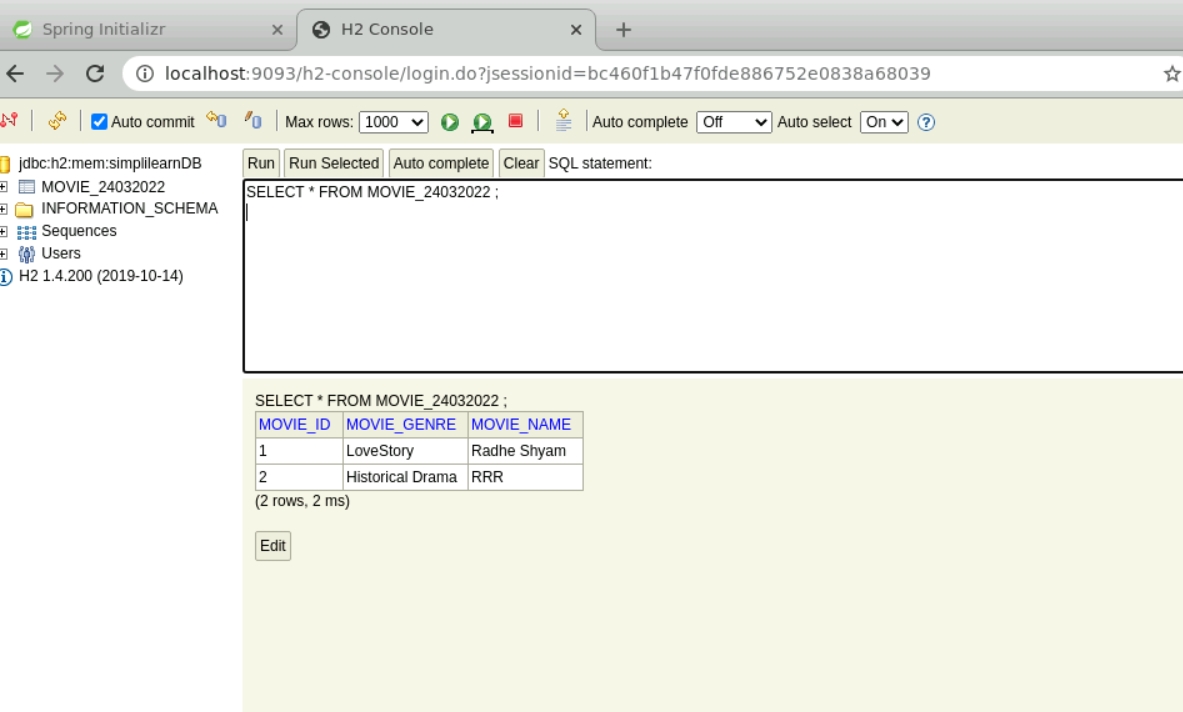 Spring Initializr
H2 Console
localhost:9093/h2-console/login.do?jsessionid=bc460f1b47f0fde886752e0838a68039
Auto commit Max rows: 1000 Auto complete Off Auto select On
jdbc:h2:mem:simplilearnDB
MOVIE_24032022
INFORMATION_SCHEMA
Sequences
Users
H2 1.4.200 (2019-10-14)
Run Run Selected Auto complete Clear SQL statement:
SELECT * FROM MOVIE_24032022 ;
SELECT * FROM MOVIE_24032022 ;
MOVIE_ID MOVIE_GENRE MOVIE_NAME
1 LoveStory Radhe Shyam
2 Historical Drama RRR
(2 rows, 2 ms)
Edit